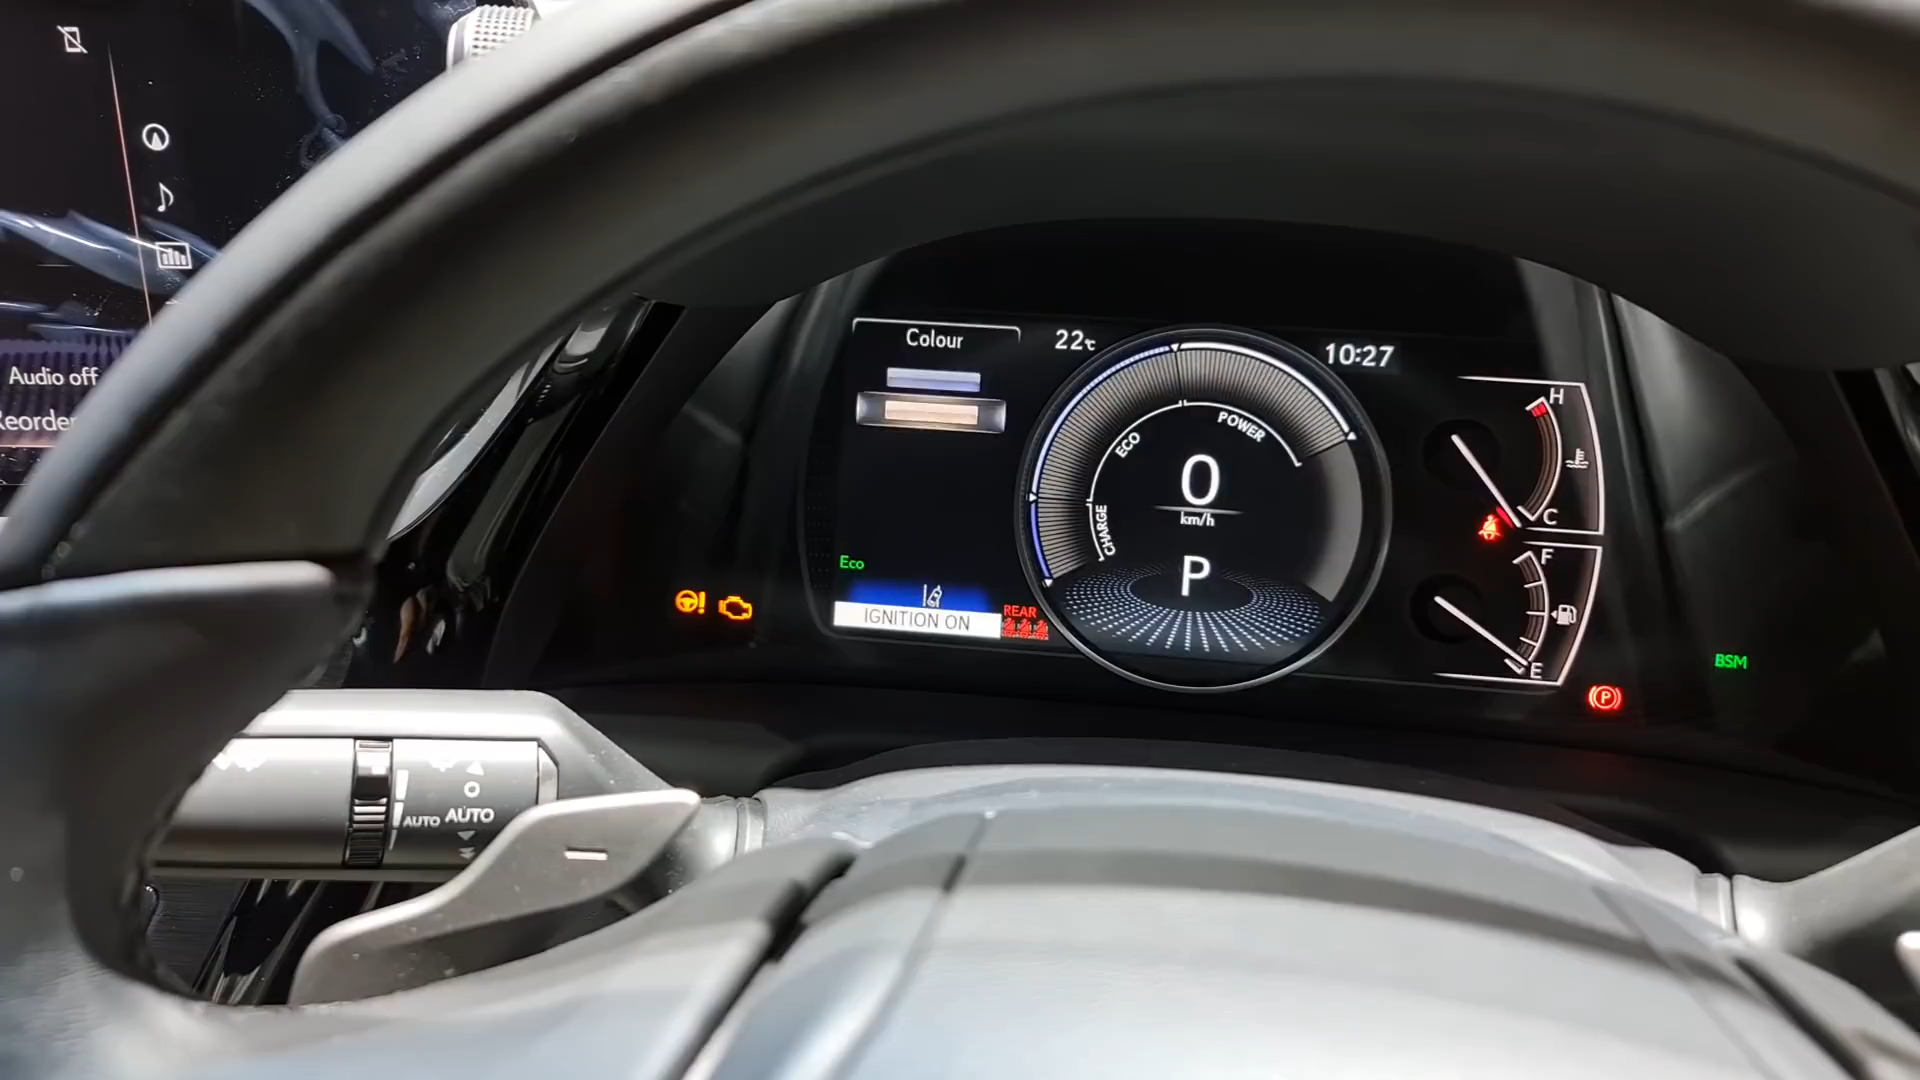 Audio off
Reorder
Colour
22℃
10:27
ECO
POWER
CHARGE
0
km/h
P
Eco
IGNITION ON
REAR
H
C
F
E
BSM
P
AUTO AUTO